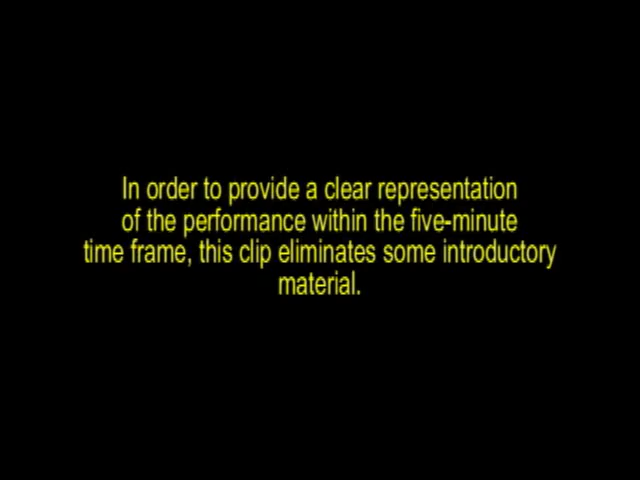 In order to provide a clear representation
of the performance within the five-minute
time frame, this clip eliminates some introductory
material.